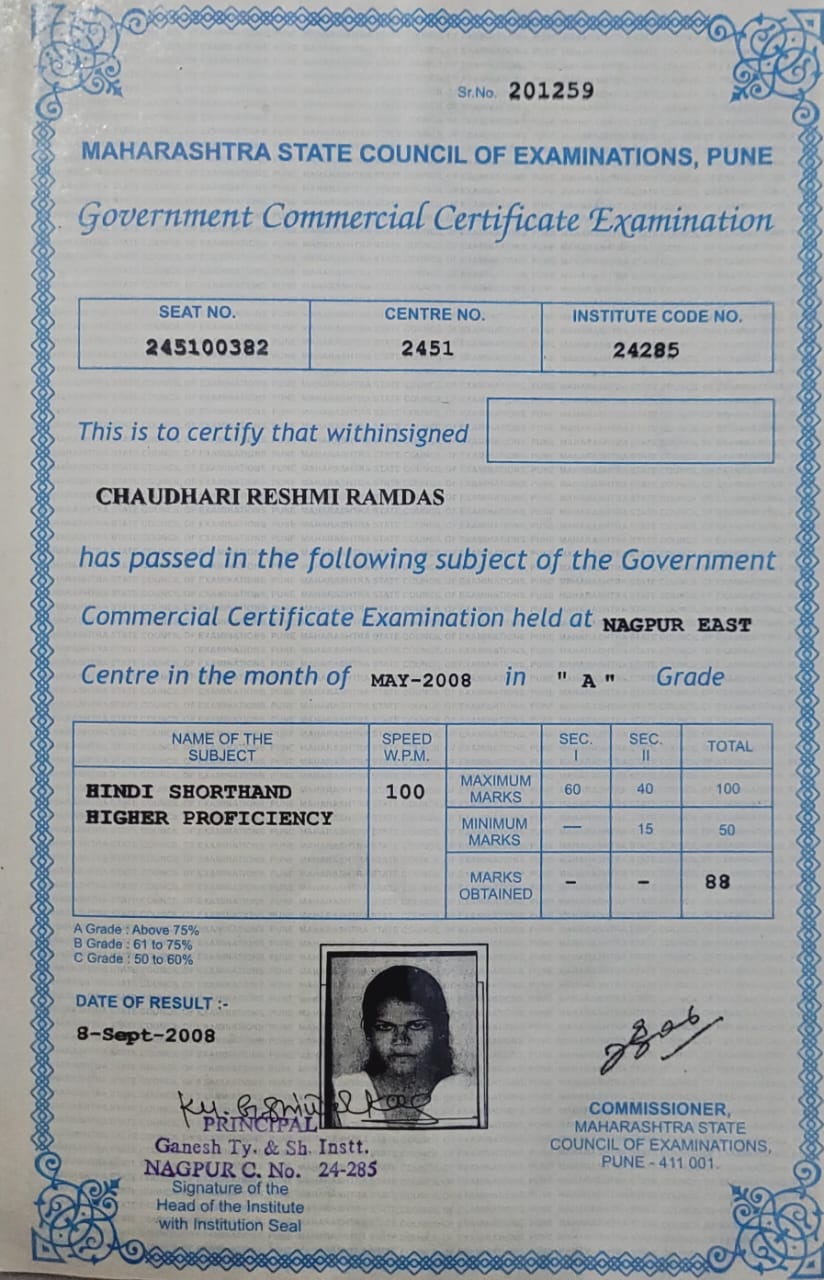 Sr.No. 201259
MAHARASHTRA STATE COUNCIL OF EXAMINATIONS, PUNE
Government Commercial Certificate Examination
SEAT NO. CENTRE NO. INSTITUTE CODE NO.
245100382 2451 24285
This is to certify that withinsigned
CHAUDHARI RESHMI RAMDAS
has passed in the following subject of the Government
Commercial Certificate Examination held at NAGPUR EAST
Centre in the month of MAY-2008 in " A " Grade
NAME OF THE SUBJECT SPEED W.P.M. SEC. I SEC. II TOTAL
HINDI SHORTHAND 100 MAXIMUM MARKS 60 40 100
HIGHER PROFICIENCY
MINIMUM MARKS — 15 50
MARKS OBTAINED - - 88
A Grade : Above 75%
B Grade : 61 to 75%
C Grade : 50 to 60%
DATE OF RESULT :-
8-Sept-2008
PRINCIPAL
Ganesh Ty. & Sh. Instt.
NAGPUR C. No. 24-285
Signature of the
Head of the Institute
with Institution Seal
COMMISSIONER,
MAHARASHTRA STATE
COUNCIL OF EXAMINATIONS,
PUNE - 411 001.